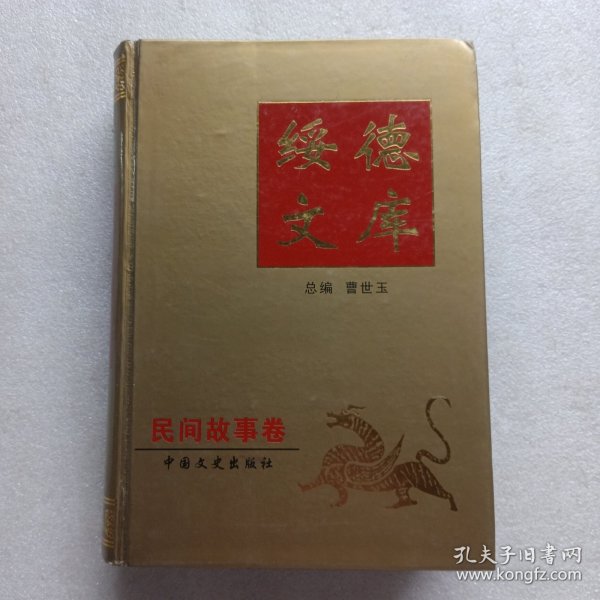 绥德
文库
总编 曹世玉
民间故事卷
中国文史出版社
孔夫子旧书网
www.kongfz.com